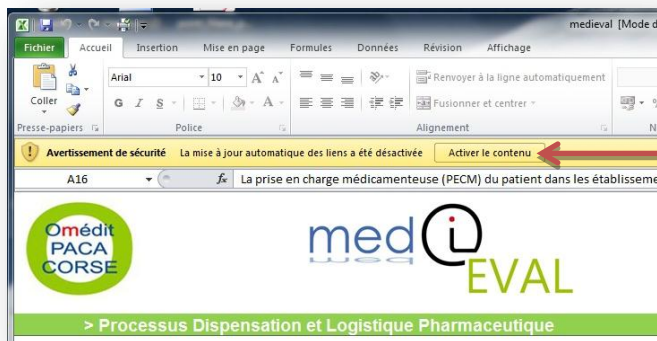 medieval [Mode d
Fichier Accueil Insertion Mise en page Formules Données Révision Affichage
Arial 10 A A Renvoyer à la ligne automatiquement
Coller G I S A Fusionner et centrer
Presse-papiers Police Alignement N
Avertissement de sécurité La mise à jour automatique des liens a été désactivée Activer le contenu
A16 fx La prise en charge médicamenteuse (PECM) du patient dans les établisseme
Omédit
PACA
CORSE
med i
EVAL
> Processus Dispensation et Logistique Pharmaceutique